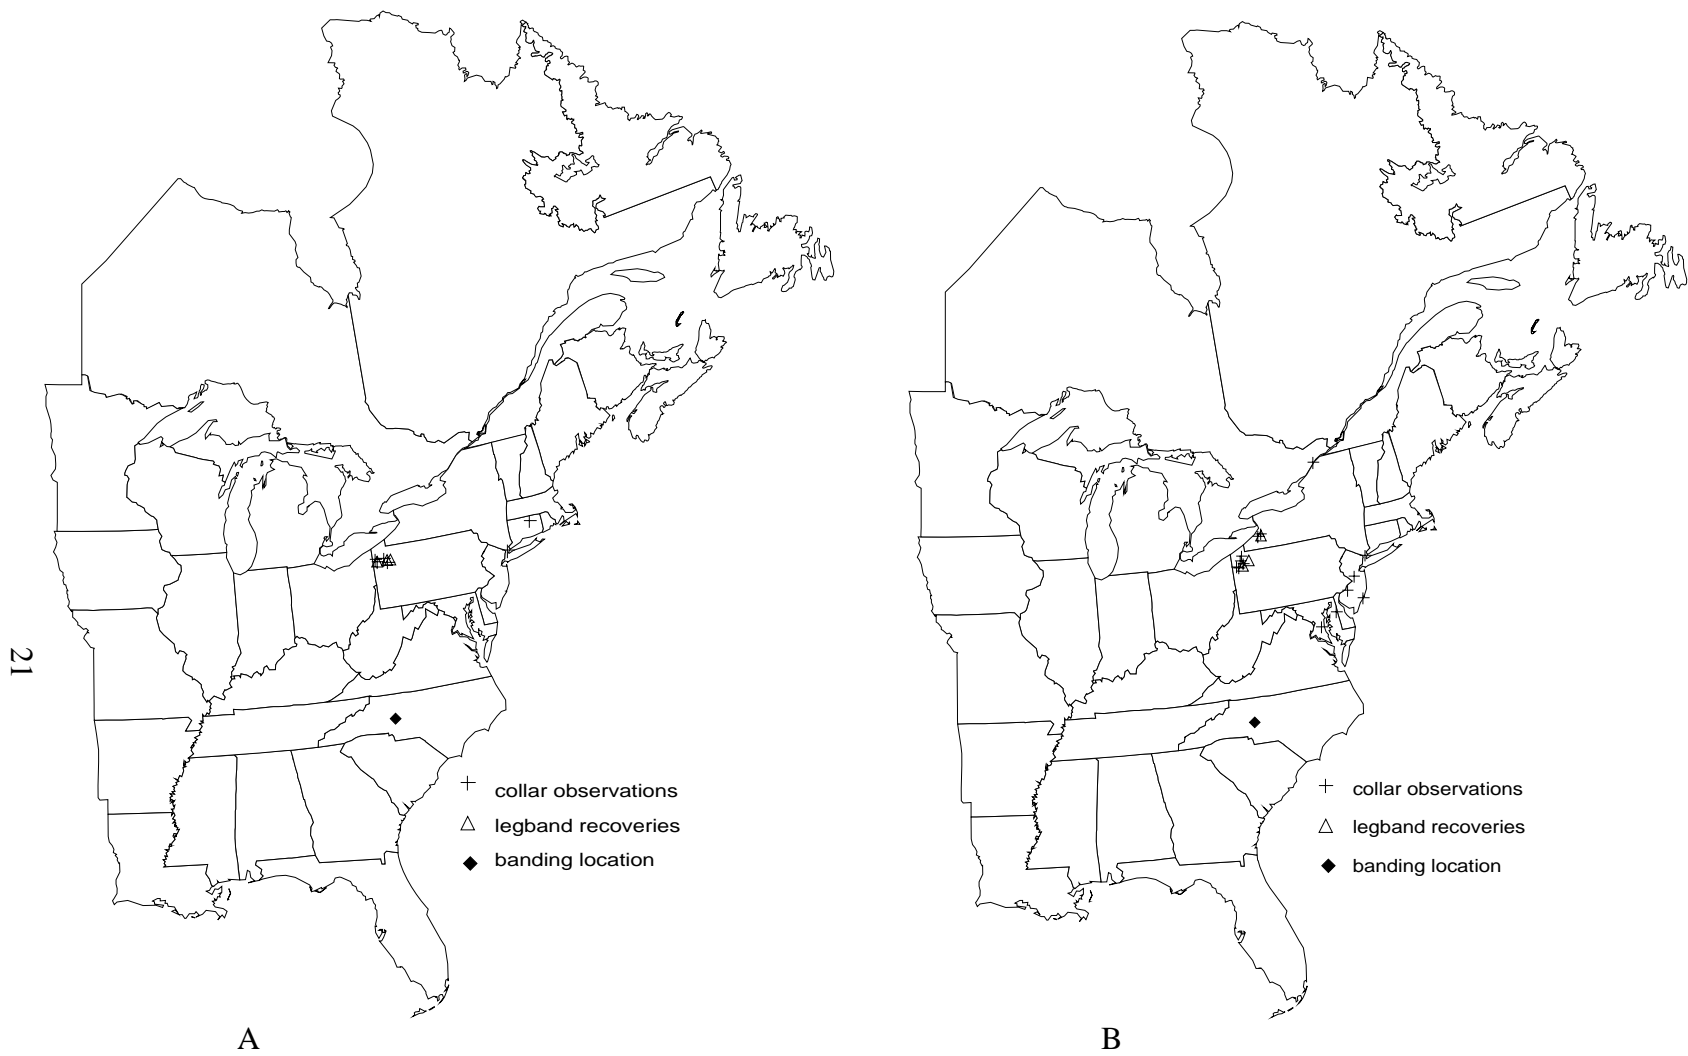 21
collar observations
legband recoveries
banding location
A
collar observations
legband recoveries
banding location
B